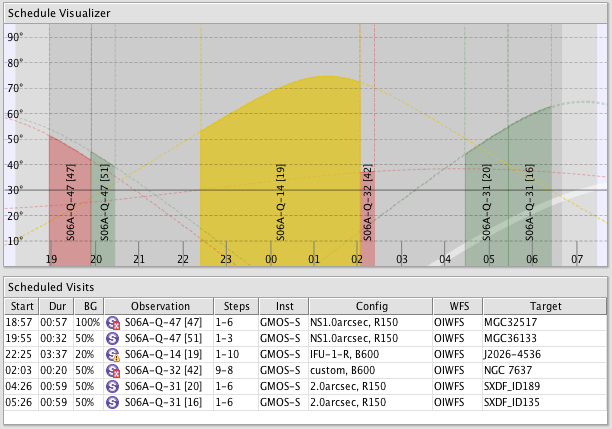 Schedule Visualizer
90°
80°
70°
60°
50°
40°
30°
20°
10°
S06A-Q-47 [47]
S06A-Q-47 [51]
S06A-Q-14 [19]
S06A-Q-32 [42]
S06A-Q-31 [20]
S06A-Q-31 [16]
19 20 21 22 23 00 01 02 03 04 05 06 07
Scheduled Visits
Start Dur BG Observation Steps Inst Config WFS Target
18:57 00:57 100% S06A-Q-47 [47] 1-6 GMOS-S NS1.0arcsec, R150 OIWFS MGC32517
19:55 00:32 50% S06A-Q-47 [51] 1-3 GMOS-S NS1.0arcsec, R150 OIWFS MGC36133
22:25 03:37 20% S06A-Q-14 [19] 1-10 GMOS-S IFU-1-R, B600 OIWFS J2026-4536
02:03 00:20 50% S06A-Q-32 [42] 9-8 GMOS-S custom, B600 OIWFS NGC 7637
04:26 00:59 50% S06A-Q-31 [20] 1-6 GMOS-S 2.0arcsec, R150 OIWFS SXDF_ID189
05:26 00:59 50% S06A-Q-31 [16] 1-6 GMOS-S 2.0arcsec, R150 OIWFS SXDF_ID135